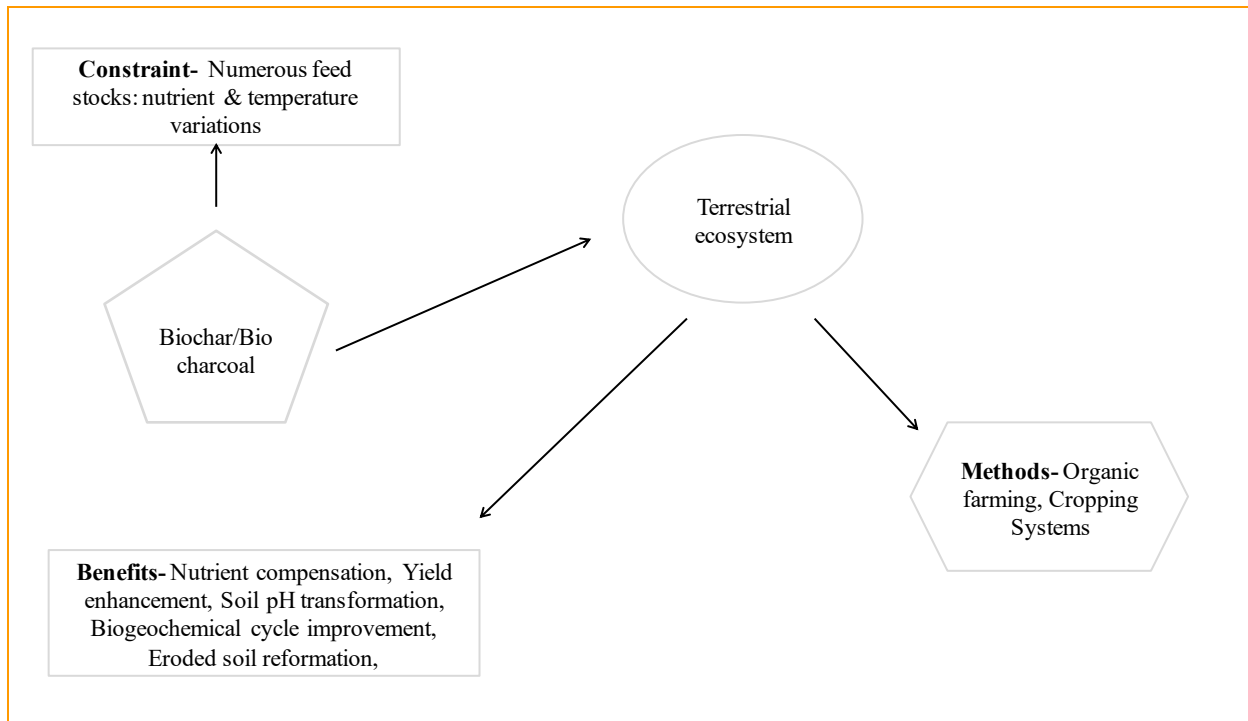 Constraint- Numerous feed
stocks: nutrient & temperature
variations
Terrestrial
ecosystem
Biochar/Bio
charcoal
Methods- Organic
farming, Cropping
Systems
Benefits- Nutrient compensation, Yield
enhancement, Soil pH transformation,
Biogeochemical cycle improvement,
Eroded soil reformation,